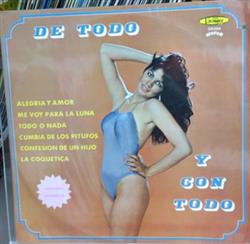 DE TODO
ALEGRIA Y AMOR
ME VOY PARA LA LUNA
TODO O NADA
CUMBIA DE LOS PITUFOS
CONFESION DE UN HIJO
LA COQUETICA
Y CON
TODO